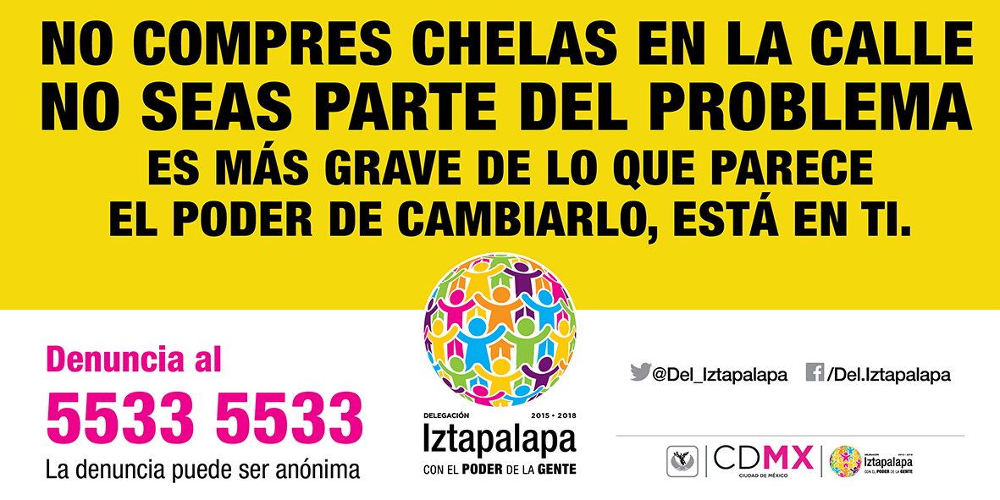 NO COMPRES CHELAS EN LA CALLE
NO SEAS PARTE DEL PROBLEMA
ES MÁS GRAVE DE LO QUE PARECE
EL PODER DE CAMBIARLO, ESTÁ EN TI.
Denuncia al
5533 5533
La denuncia puede ser anónima
DELEGACIÓN 2015 • 2018
Iztapalapa
CON EL PODER DE LA GENTE
@Del_Iztapalapa /Del.Iztapalapa
CDMX
CIUDAD DE MÉXICO
DELEGACIÓN 2015 • 2018
Iztapalapa
CON EL PODER DE LA GENTE